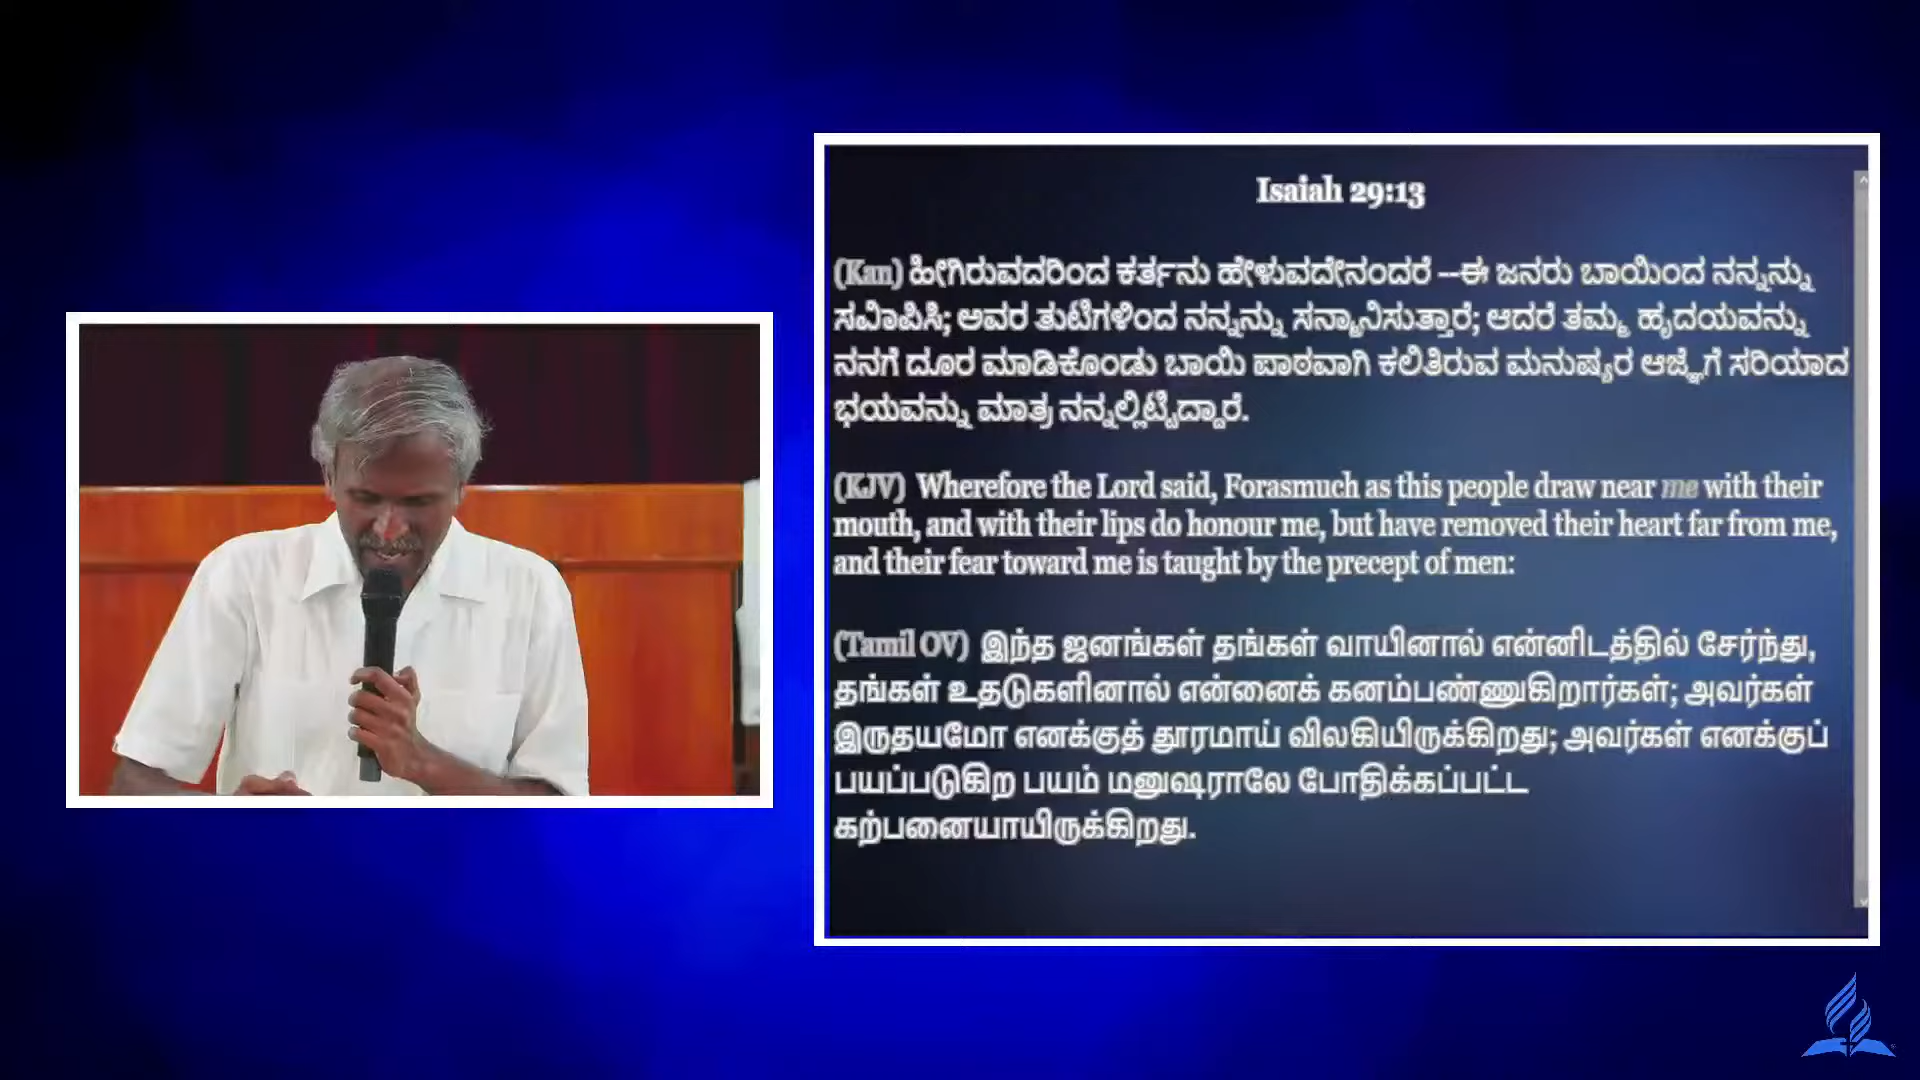 Isaiah 29:13
(Kan) ಹೀಗಿರುವದರಿಂದ ಕರ್ತನು ಹೇಳುವದೇನಂದರೆ --ಈ ಜನರು ಬಾಯಿಂದ ನನ್ನನ್ನು
ಸಮಿಾಪಿಸಿ; ಅವರ ತುಟಿಗಳಿಂದ ನನ್ನನ್ನು ಸನ್ಮಾನಿಸುತ್ತಾರೆ; ಆದರೆ ತಮ್ಮ ಹೃದಯವನ್ನು
ನನಗೆ ದೂರ ಮಾಡಿಕೊಂಡು ಬಾಯಿ ಪಾಠವಾಗಿ ಕಲಿತಿರುವ ಮನುಷ್ಯರ ಆಜ್ಞೆಗೆ ಸರಿಯಾದ
ಭಯವನ್ನು ಮಾತ್ರ ನನ್ನಲ್ಲಿಟ್ಟಿದ್ದಾರೆ.
(KJV) Wherefore the Lord said, Forasmuch as this people draw near me with their
mouth, and with their lips do honour me, but have removed their heart far from me,
and their fear toward me is taught by the precept of men:
(Tamil OV) இந்த ஜனங்கள் தங்கள் வாயினால் என்னிடத்தில் சேர்ந்து,
தங்கள் உதடுகளினால் என்னைக் கனம்பண்ணுகிறார்கள்; அவர்கள்
இருதயமோ எனக்குத் தூரமாய் விலகியிருக்கிறது; அவர்கள் எனக்குப்
பயப்படுகிற பயம் மனுஷராலே போதிக்கப்பட்ட
கற்பனையாயிருக்கிறது.